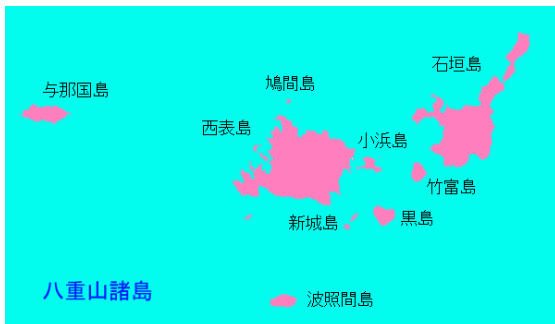 石垣島
鳩間島
与那国島
西表島
小浜島
竹富島
新城島
黒島
八重山諸島
波照間島